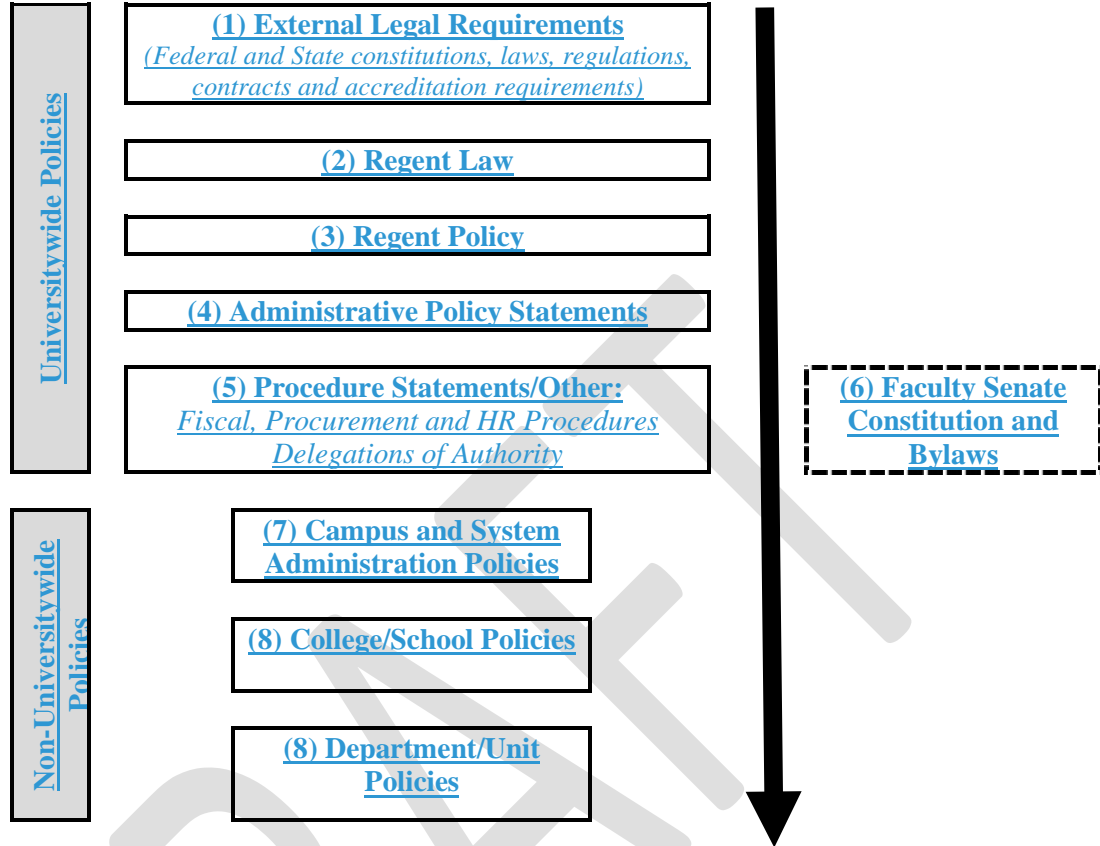 Universitywide Policies
(1) External Legal Requirements
(Federal and State constitutions, laws, regulations,
contracts and accreditation requirements)
(2) Regent Law
(3) Regent Policy
(4) Administrative Policy Statements
(5) Procedure Statements/Other:
Fiscal, Procurement and HR Procedures
Delegations of Authority
(6) Faculty Senate
Constitution and
Bylaws
Non-Universitywide
Policies
(7) Campus and System
Administration Policies
(8) College/School Policies
(8) Department/Unit
Policies
DRAFT